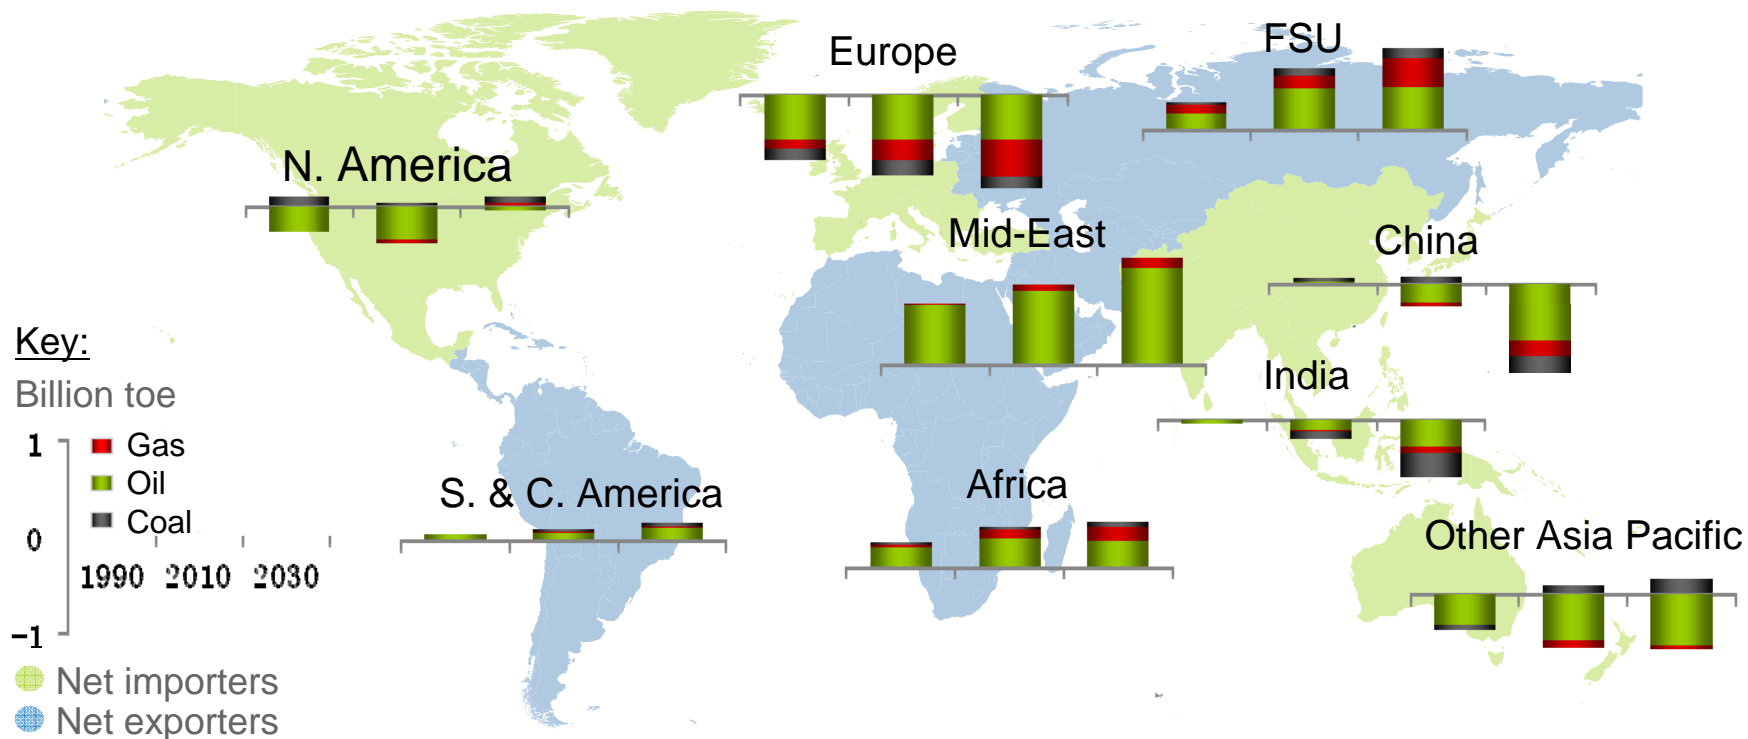 Europe
FSU
N. America
Mid-East
China
Key:
Billion toe
India
1
Gas
Oil
Coal
0
1990 2010 2030
-1
S. & C. America
Africa
Other Asia Pacific
Net importers
Net exporters